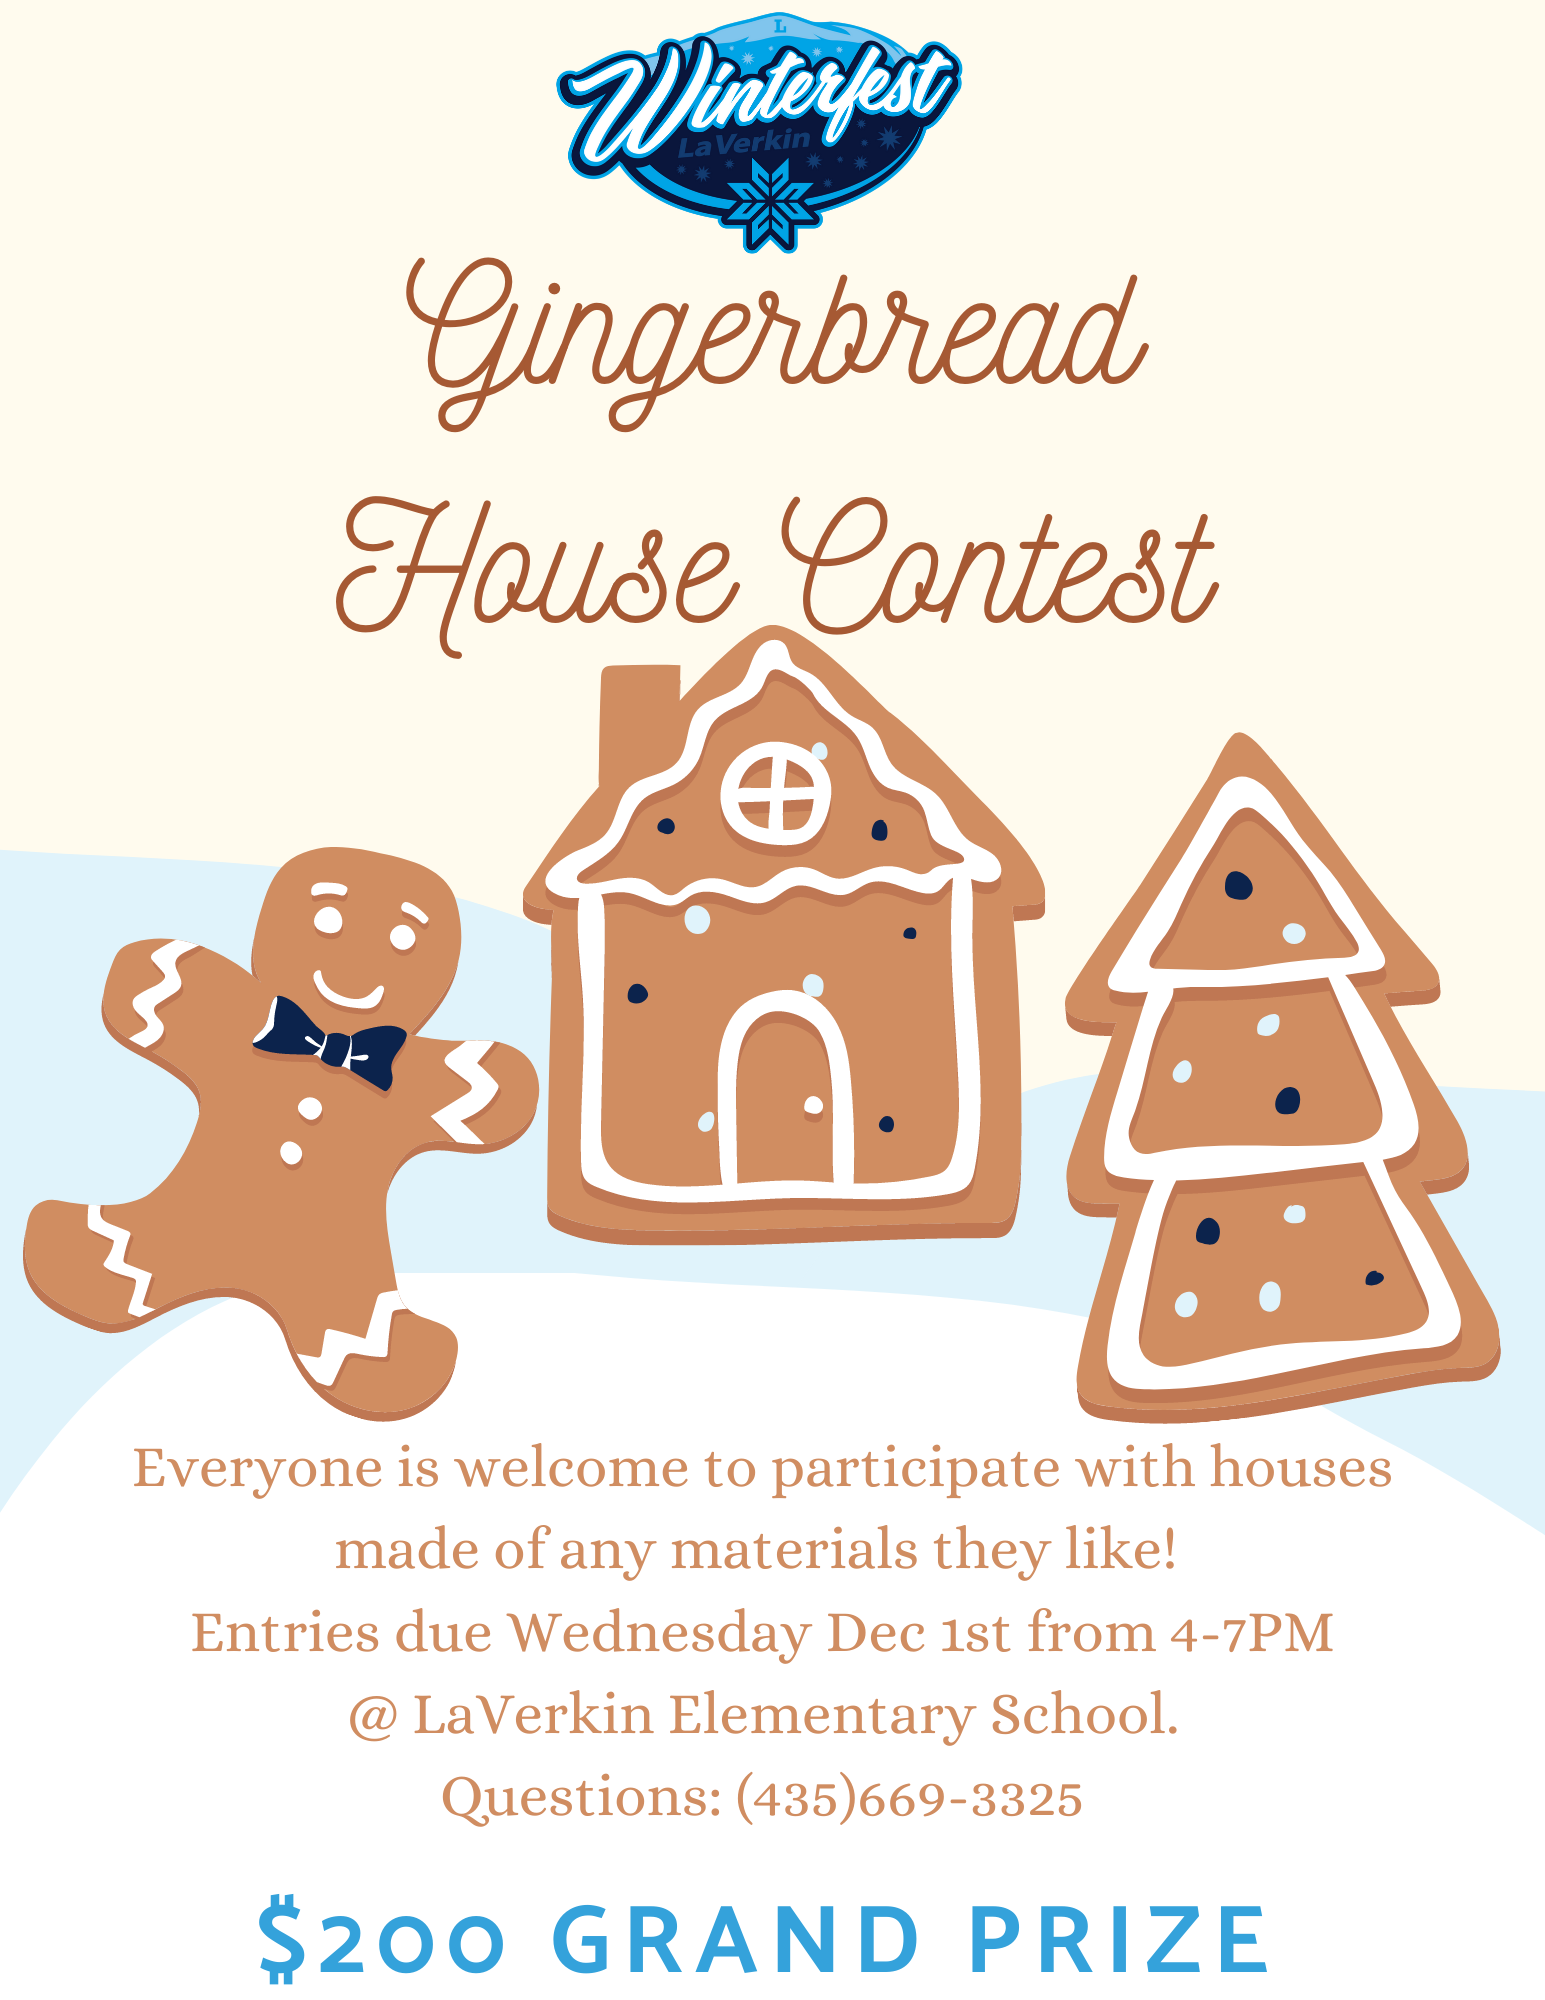 L
Winterfest
LaVerkin
Gingerbread
House Contest
Everyone is welcome to participate with houses
made of any materials they like!
Entries due Wednesday Dec 1st from 4-7PM
@ LaVerkin Elementary School.
Questions: (435)669-3325
$200 GRAND PRIZE